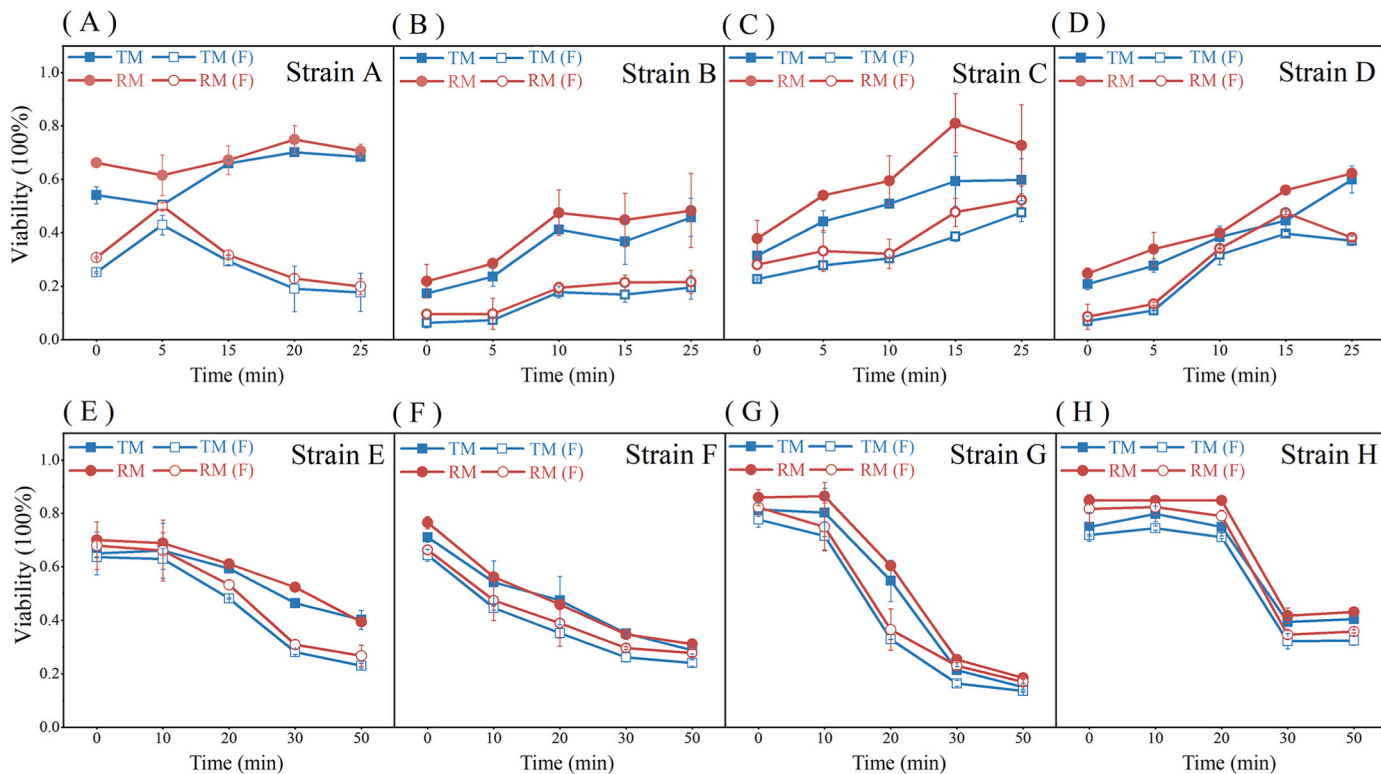 ( A )
( B )
( C )
( D )
TM TM (F)
RM RM (F)
Strain A
TM TM (F)
RM RM (F)
Strain B
TM TM (F)
RM RM (F)
Strain C
TM TM (F)
RM RM (F)
Strain D
Viability (100%)
1.0
0.8
0.6
0.4
0.2
0.0
0 5 15 20 25
0 5 10 15 25
0 5 10 15 25
0 5 10 15 25
Time (min)
Time (min)
Time (min)
Time (min)
( E )
( F )
( G )
( H )
TM TM (F)
RM RM (F)
Strain E
TM TM (F)
RM RM (F)
Strain F
TM TM (F)
RM RM (F)
Strain G
TM TM (F)
RM RM (F)
Strain H
Viability (100%)
1.0
0.8
0.6
0.4
0.2
0.0
0 10 20 30 50
0 10 20 30 50
0 10 20 30 50
0 10 20 30 50
Time (min)
Time (min)
Time (min)
Time (min)